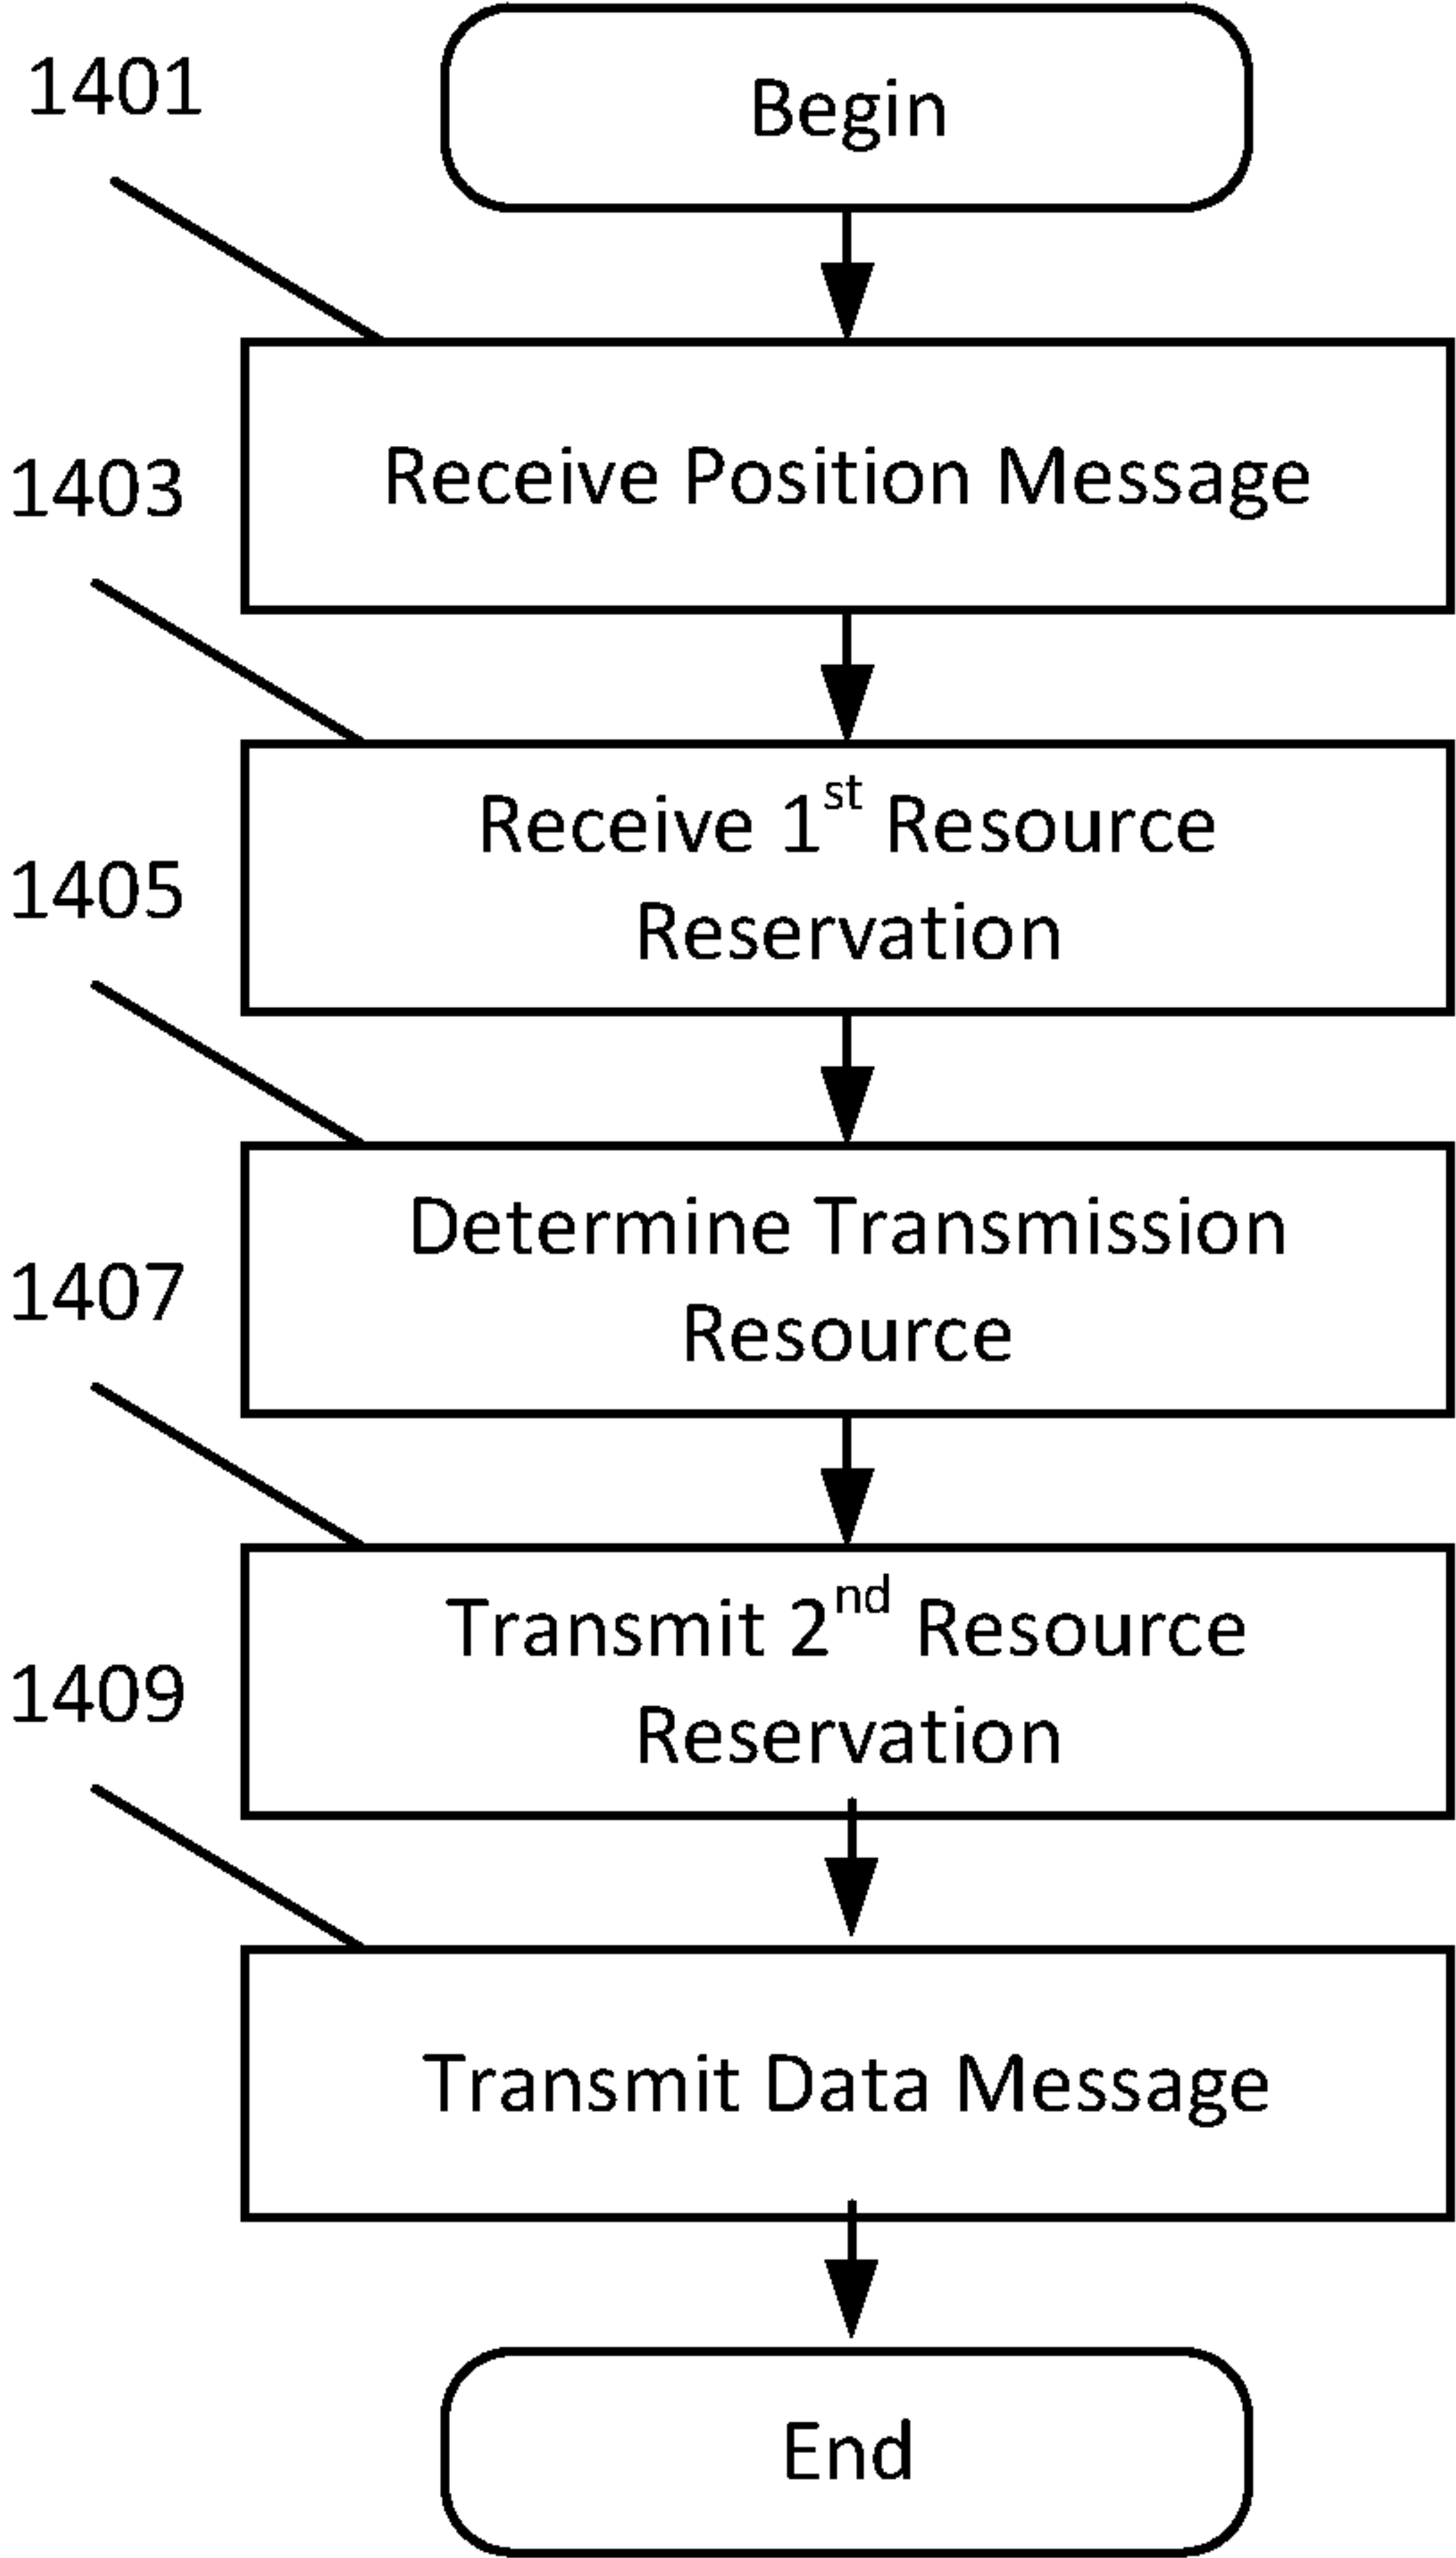 1401
Begin
Receive Position Message
1403
Receive 1st Resource
Reservation
1405
Determine Transmission
Resource
1407
Transmit 2nd Resource
Reservation
1409
Transmit Data Message
End